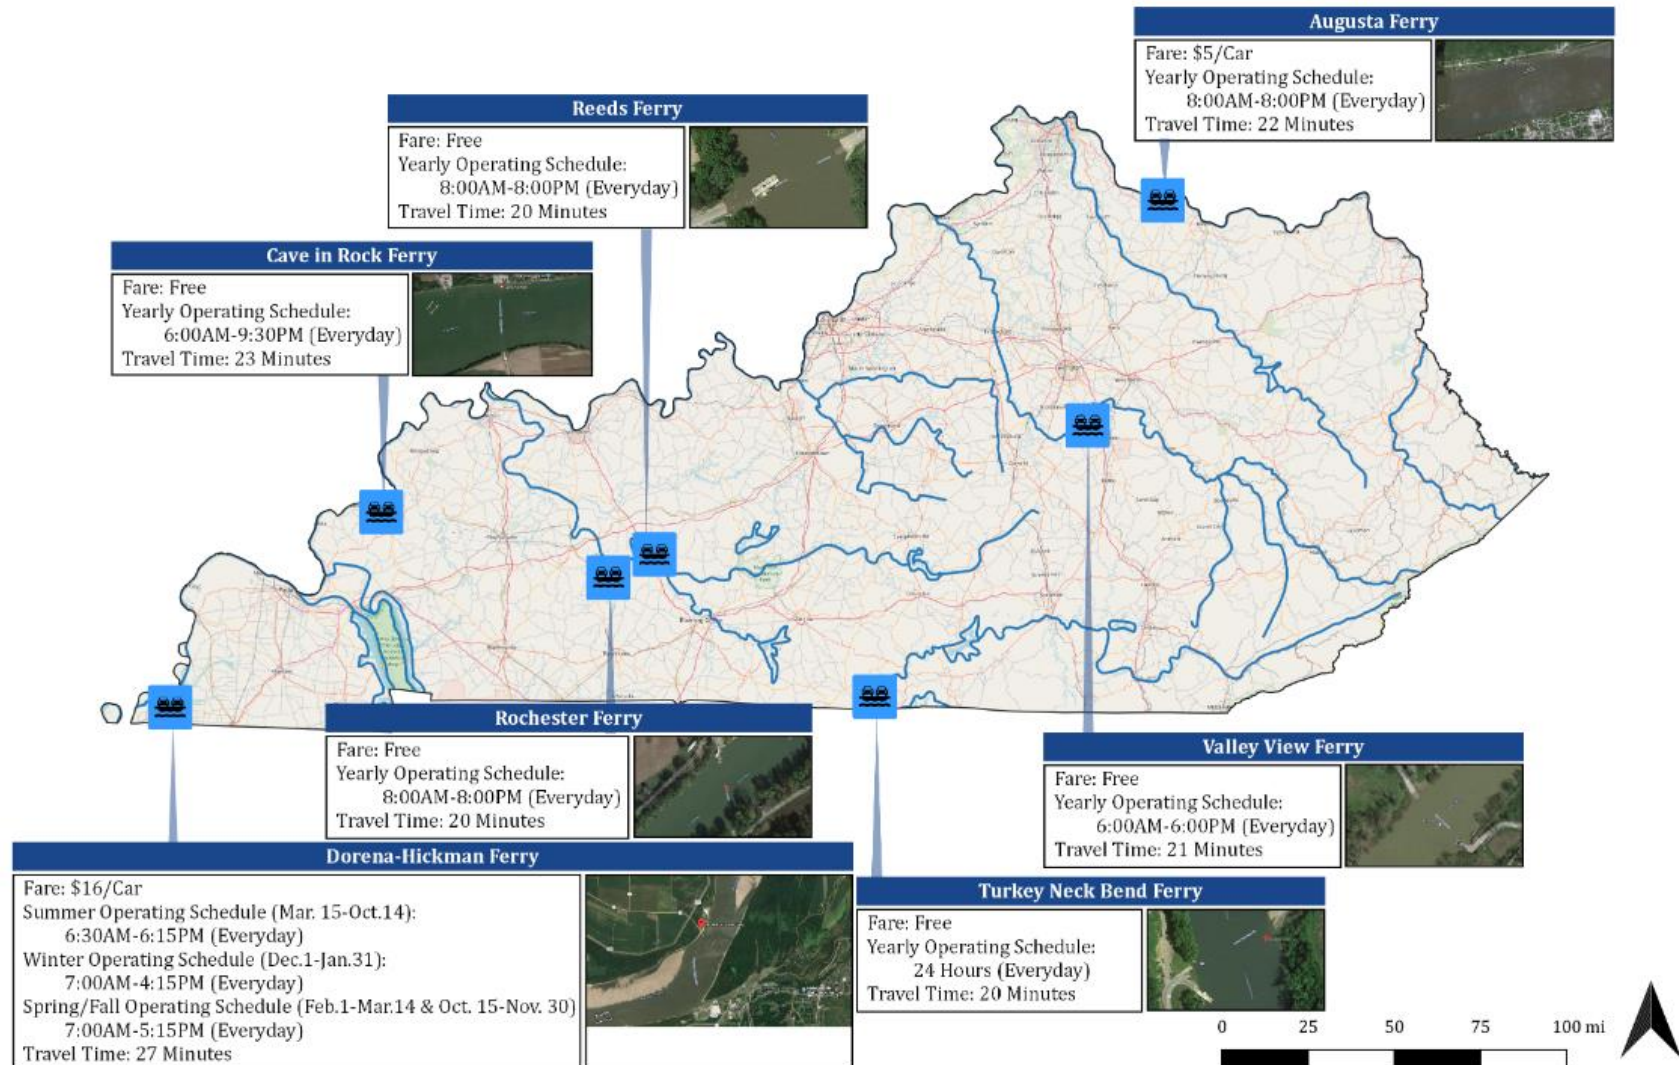 Augusta Ferry
Fare: $5/Car
Yearly Operating Schedule:
8:00AM-8:00PM (Everyday)
Travel Time: 22 Minutes
Reeds Ferry
Fare: Free
Yearly Operating Schedule:
8:00AM-8:00PM (Everyday)
Travel Time: 20 Minutes
Cave in Rock Ferry
Fare: Free
Yearly Operating Schedule:
6:00AM-9:30PM (Everyday)
Travel Time: 23 Minutes
Rochester Ferry
Fare: Free
Yearly Operating Schedule:
8:00AM-8:00PM (Everyday)
Travel Time: 20 Minutes
Valley View Ferry
Fare: Free
Yearly Operating Schedule:
6:00AM-6:00PM (Everyday)
Travel Time: 21 Minutes
Dorena-Hickman Ferry
Fare: $16/Car
Summer Operating Schedule (Mar. 15-Oct.14):
6:30AM-6:15PM (Everyday)
Winter Operating Schedule (Dec.1-Jan.31):
7:00AM-4:15PM (Everyday)
Spring/Fall Operating Schedule (Feb.1-Mar.14 & Oct. 15-Nov. 30)
7:00AM-5:15PM (Everyday)
Travel Time: 27 Minutes
Turkey Neck Bend Ferry
Fare: Free
Yearly Operating Schedule:
24 Hours (Everyday)
Travel Time: 20 Minutes
0 25 50 75 100 mi